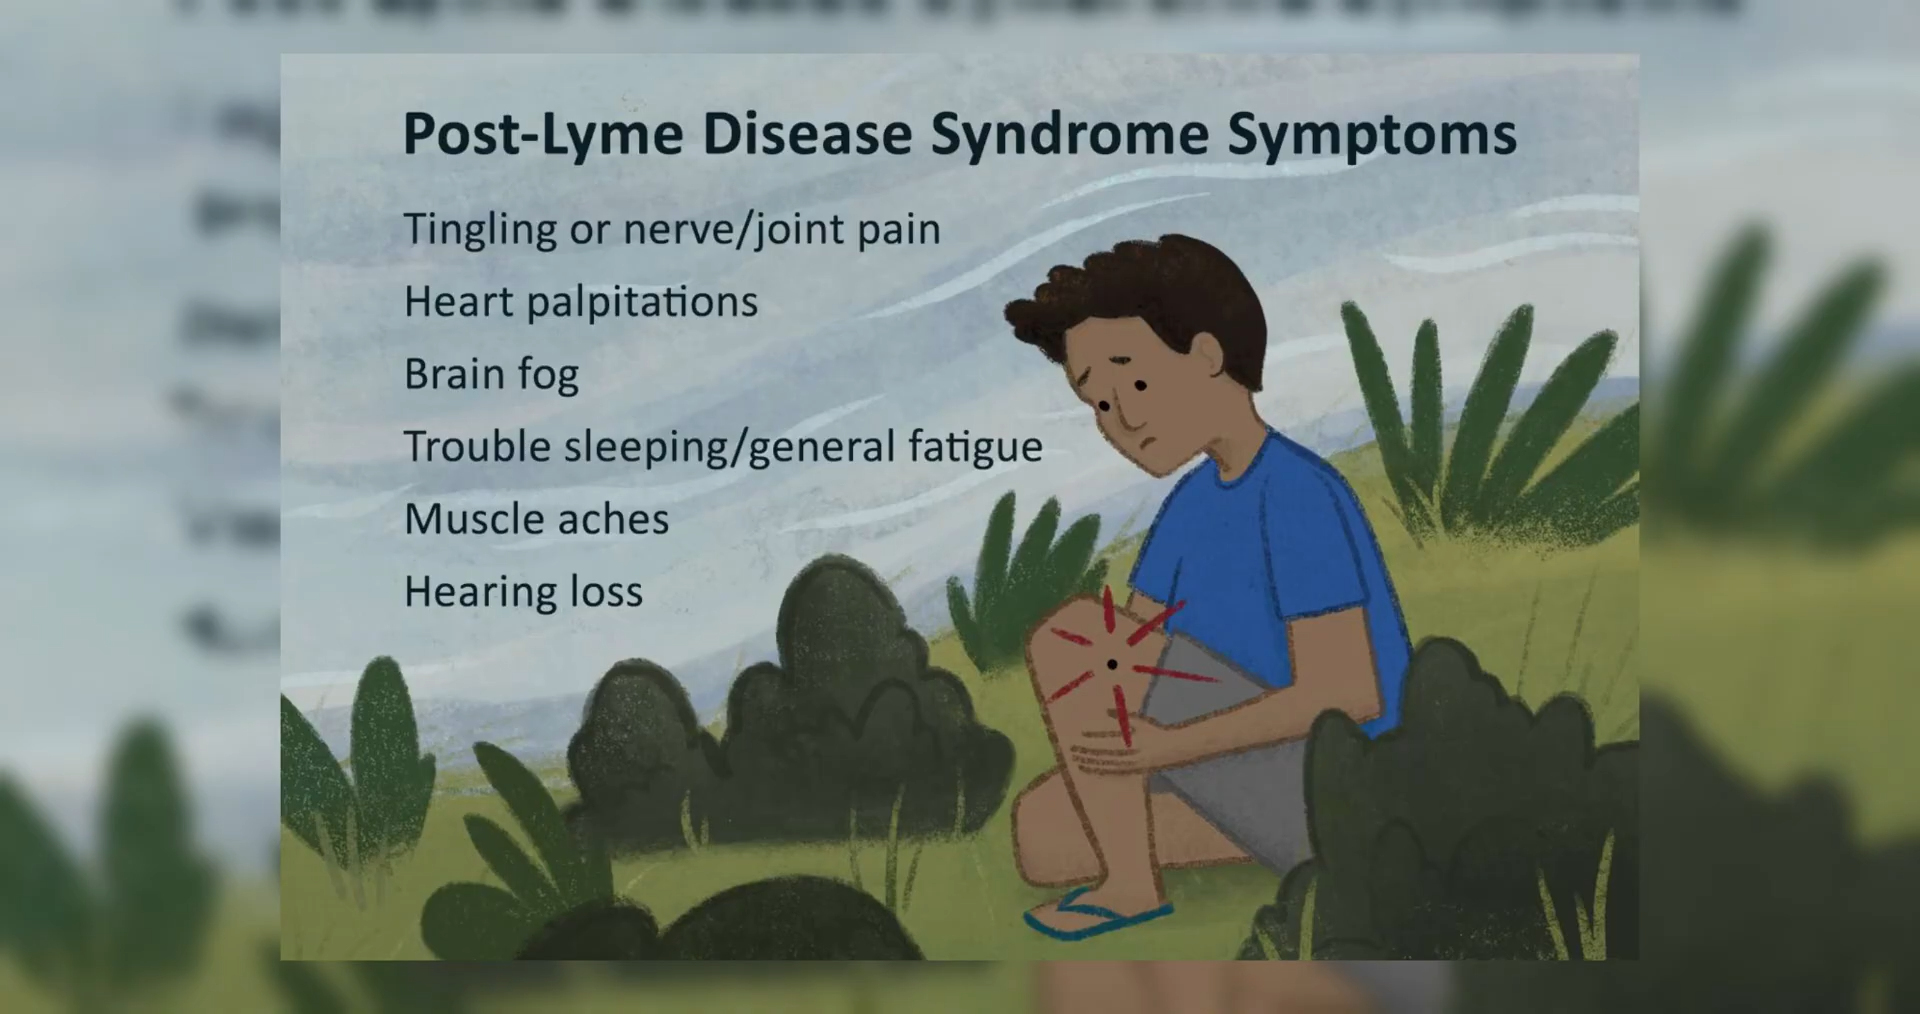 Post-Lyme Disease Syndrome Symptoms
Tingling or nerve/joint pain
Heart palpitations
Brain fog
Trouble sleeping/general fatigue
Muscle aches
Hearing loss